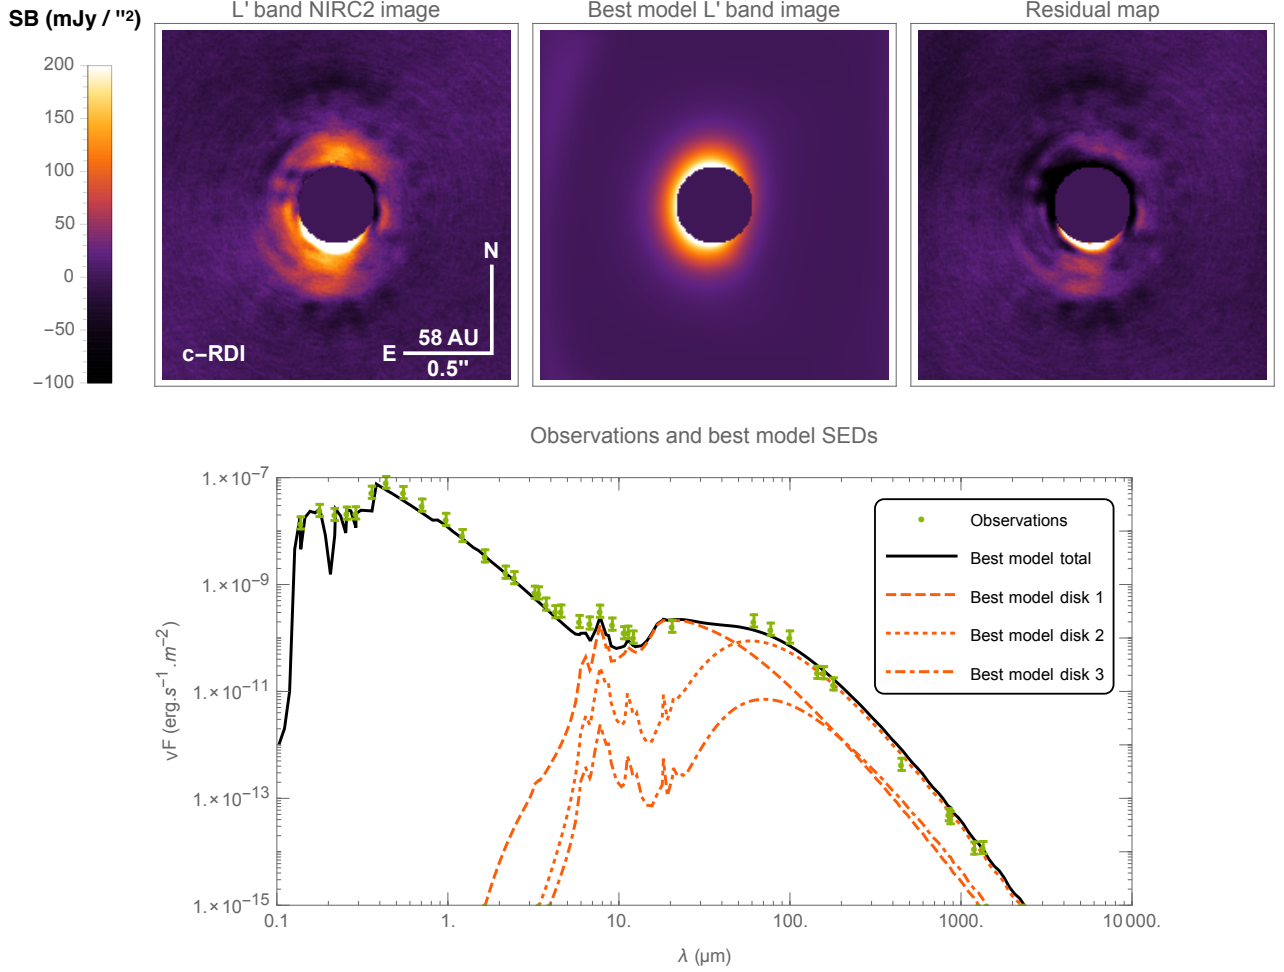 SB (mJy / "²)
L' band NIRC2 image
Best model L' band image
Residual map
200
150
100
50
0
−50
−100
N
58 AU
E
0.5"
c−RDI
Observations and best model SEDs
1.×10⁻⁷
1.×10⁻⁹
1.×10⁻¹¹
1.×10⁻¹³
1.×10⁻¹⁵
νF (erg.s⁻¹ .m⁻²)
Observations
Best model total
Best model disk 1
Best model disk 2
Best model disk 3
0.1
1.
10.
100.
1000.
10 000.
λ (μm)